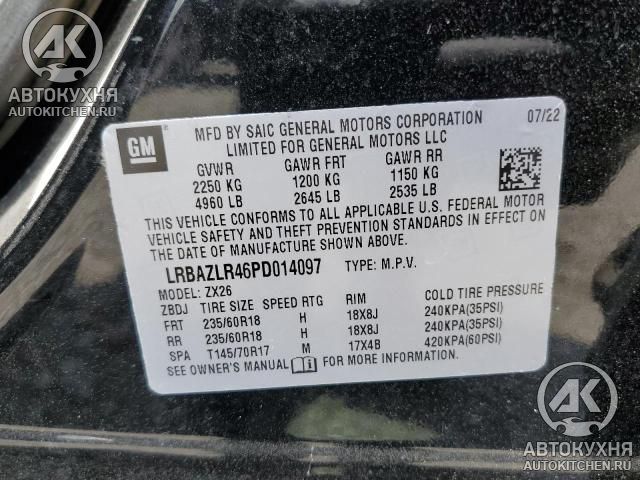 АК
АВТОКУХНЯ
AUTOKITCHEN.RU
GM
MFD BY SAIC GENERAL MOTORS CORPORATION 07/22
LIMITED FOR GENERAL MOTORS LLC
GVWR GAWR FRT GAWR RR
2250 KG 1200 KG 1150 KG
4960 LB 2645 LB 2535 LB
THIS VEHICLE CONFORMS TO ALL APPLICABLE U.S. FEDERAL MOTOR
VEHICLE SAFETY AND THEFT PREVENTION STANDARDS IN EFFECT ON
THE DATE OF MANUFACTURE SHOWN ABOVE.
LRBAZLR46PD014097 TYPE: M.P.V.
MODEL: ZX26
ZBDJ TIRE SIZE SPEED RTG RIM COLD TIRE PRESSURE
FRT 235/60R18 H 18X8J 240KPA(35PSI)
RR 235/60R18 H 18X8J 240KPA(35PSI)
SPA T145/70R17 M 17X4B 420KPA(60PSI)
SEE OWNER'S MANUAL FOR MORE INFORMATION.
АК
АВТОКУХНЯ
AUTOKITCHEN.RU